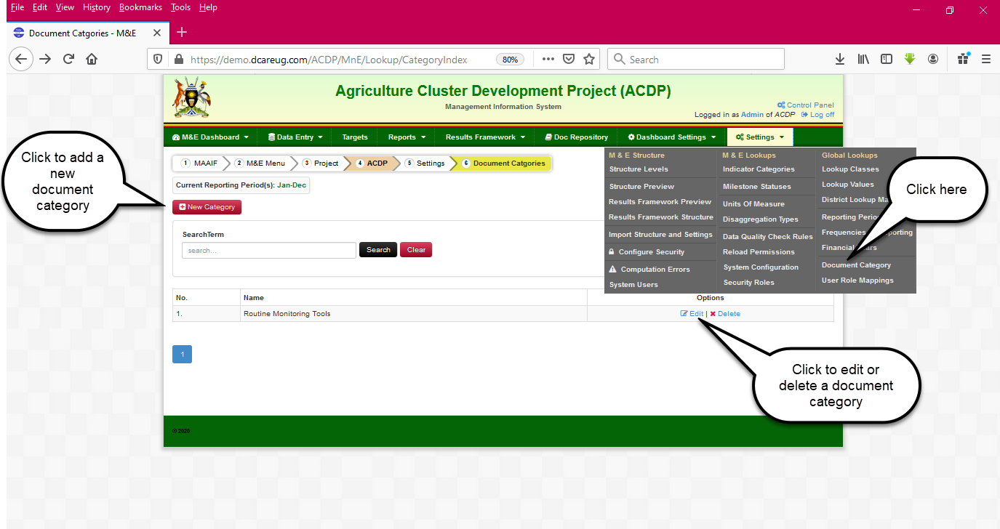 File Edit View History Bookmarks Tools Help
Document Catgories - M&E
https://demo.dcareug.com/ACDP/MnE/Lookup/CategoryIndex
80%
Search
Agriculture Cluster Development Project (ACDP)
Management Information System
Control Panel
Logged in as Admin of ACDP Log off
M&E Dashboard Data Entry Targets Reports Results Framework Doc Repository Dashboard Settings Settings
1 MAAIF 2 M&E Menu 3 Project 4 ACDP 5 Settings 6 Document Catgories
Current Reporting Period(s): Jan-Dec
New Category
SearchTerm
search...
Search
Clear
No. Name Options
1. Routine Monitoring Tools Edit | Delete
1
© 2020
M & E Structure
Structure Levels
Structure Preview
Results Framework Preview
Results Framework Structure
Import Structure and Settings
Configure Security
Computation Errors
System Users
M & E Lookups
Indicator Categories
Milestone Statuses
Units Of Measure
Disaggregation Types
Data Quality Check Rules
Reload Permissions
System Configuration
Security Roles
Global Lookups
Lookup Classes
Lookup Values
District Lookup
Reporting
Frequencies
Financial
Document Category
User Role Mappings
Click to add a
new
document
category
Click here
Click to edit or
delete a document
category